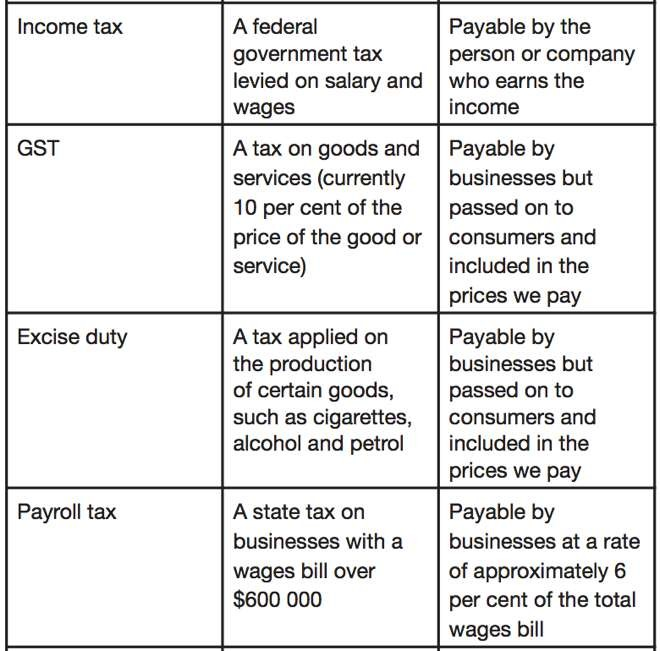 Income tax
A federal
government tax
levied on salary and
wages
Payable by the
person or company
who earns the
income
GST
A tax on goods and
services (currently
10 per cent of the
price of the good or
service)
Payable by
businesses but
passed on to
consumers and
included in the
prices we pay
Excise duty
A tax applied on
the production
of certain goods,
such as cigarettes,
alcohol and petrol
Payable by
businesses but
passed on to
consumers and
included in the
prices we pay
Payroll tax
A state tax on
businesses with a
wages bill over
$600 000
Payable by
businesses at a rate
of approximately 6
per cent of the total
wages bill